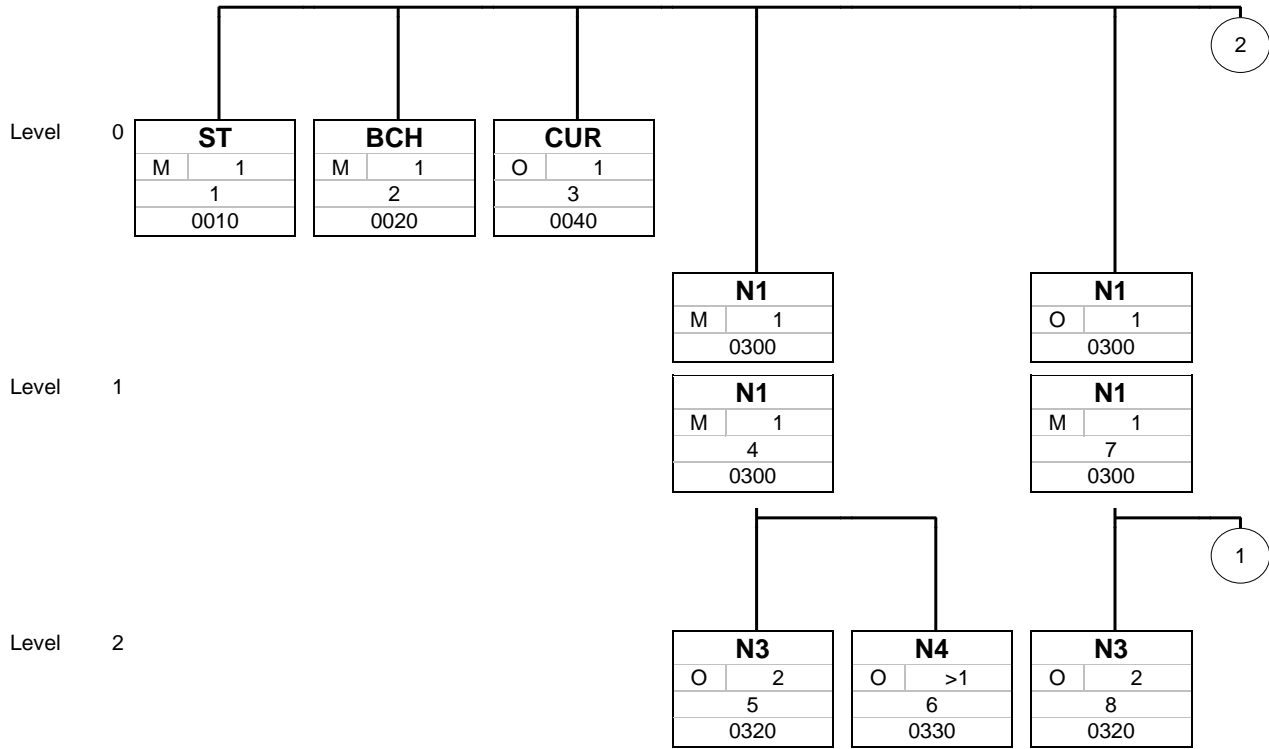 2
Level 0
ST BCH CUR
M 1 M 1 O 1
1 2 3
0010 0020 0040
N1 N1
M 1 O 1
0300 0300
Level 1
N1 N1
M 1 M 1
4 7
0300 0300
1
Level 2
N3 N4 N3
O 2 O >1 O 2
5 6 8
0320 0330 0320